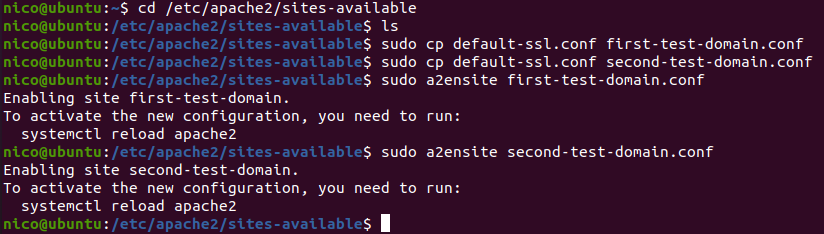 nico@ubuntu:~$ cd /etc/apache2/sites-available
nico@ubuntu:/etc/apache2/sites-available$ ls
nico@ubuntu:/etc/apache2/sites-available$ sudo cp default-ssl.conf first-test-domain.conf
nico@ubuntu:/etc/apache2/sites-available$ sudo cp default-ssl.conf second-test-domain.conf
nico@ubuntu:/etc/apache2/sites-available$ sudo a2ensite first-test-domain.conf
Enabling site first-test-domain.
To activate the new configuration, you need to run:
  systemctl reload apache2
nico@ubuntu:/etc/apache2/sites-available$ sudo a2ensite second-test-domain.conf
Enabling site second-test-domain.
To activate the new configuration, you need to run:
  systemctl reload apache2
nico@ubuntu:/etc/apache2/sites-available$